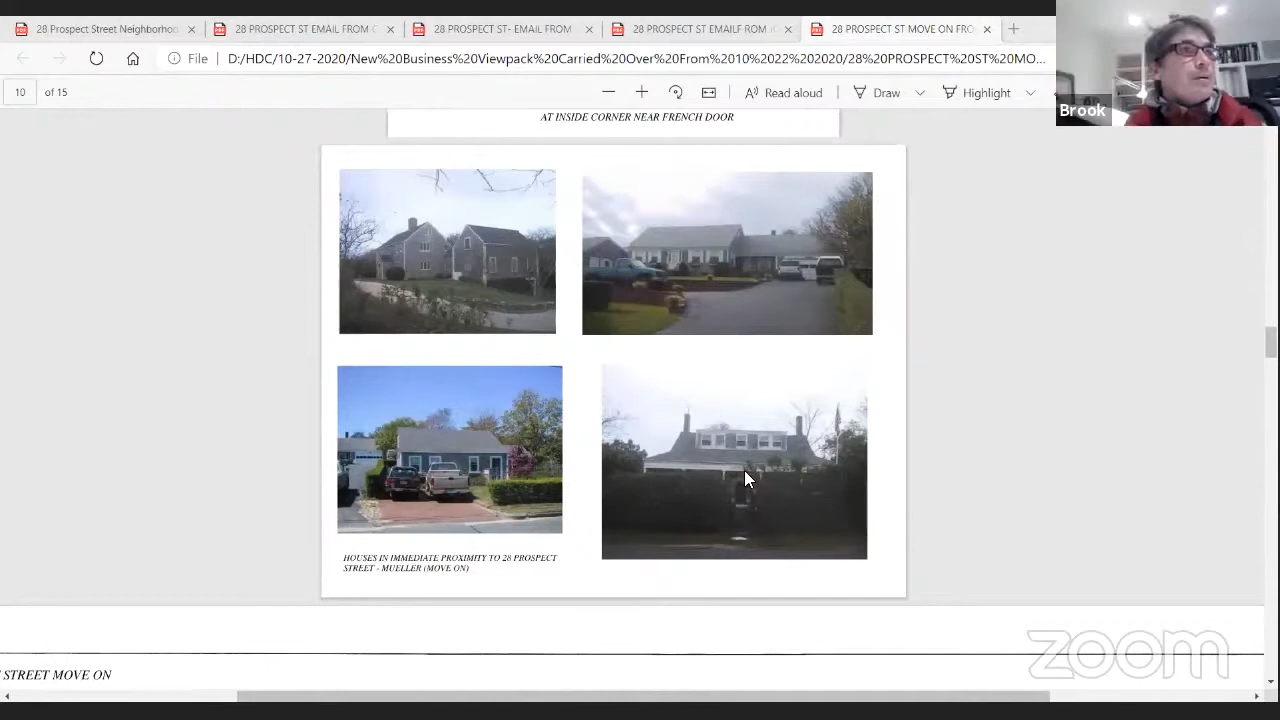 28 Prospect Street Neighborho
28 PROSPECT ST EMAIL FROM C
28 PROSPECT ST- EMAIL FROM
28 PROSPECT ST EMAILF ROM
28 PROSPECT ST MOVE ON FRO
File D:/HDC/10-27-2020/New%20Business%20Viewpak%20Carried%20Over%20From%2010%2022%202020/28%20PROSPECT%20ST%20MO...
10 of 15
Read aloud
Draw
Highlight
Brook
AT INSIDE CORNER NEAR FRENCH DOOR
HOUSES IN IMMEDIATE PROXIMITY TO 28 PROSPECT
STREET - MUELLER (MOVE ON)
zoom
STREET MOVE ON